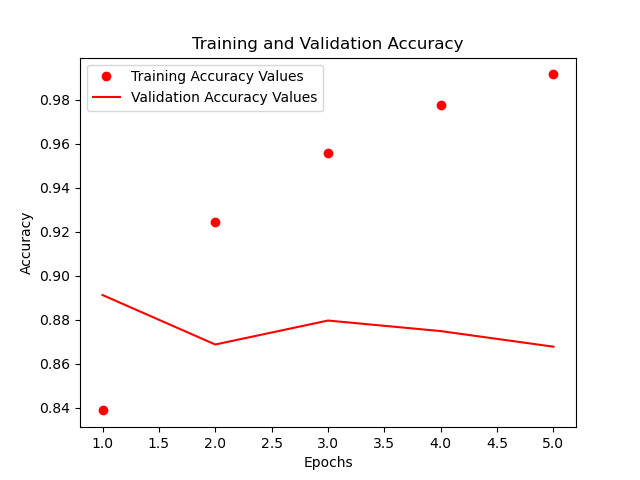 Training and Validation Accuracy
Training Accuracy Values
Validation Accuracy Values
0.98
0.96
0.94
0.92
0.90
0.88
0.86
0.84
Accuracy
1.0 1.5 2.0 2.5 3.0 3.5 4.0 4.5 5.0
Epochs